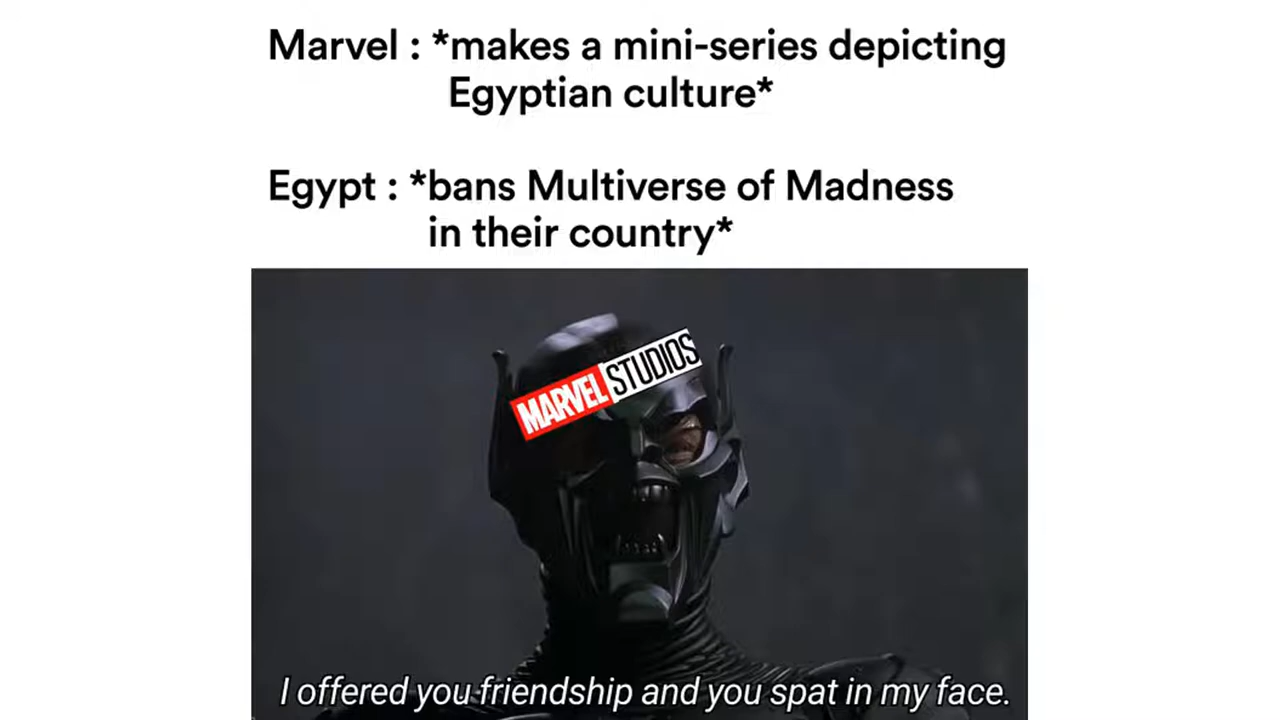 Marvel : *makes a mini-series depicting
Egyptian culture*
Egypt : *bans Multiverse of Madness
in their country*
MARVEL STUDIOS
I offered you friendship and you spat in my face.